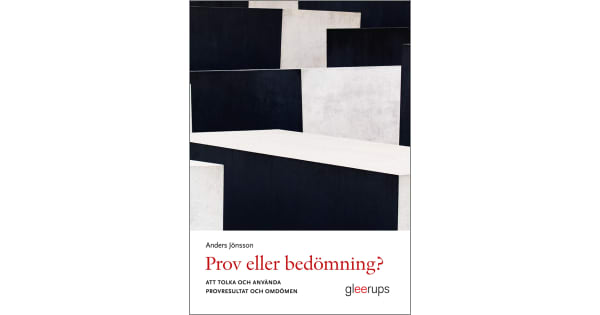 Anders Jönsson
Prov eller bedömning?
ATT TOLKA OCH ANVÄNDA
PROVRESULTAT OCH OMDÖMEN
gleerups